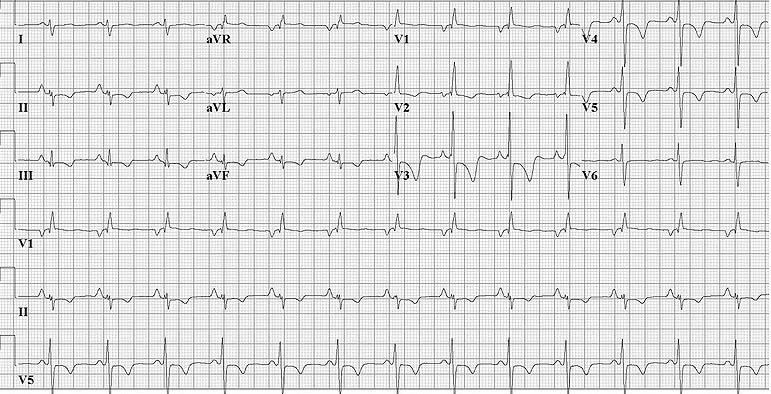 I aVR V1 V4
II aVL V2 V5
III aVF V3 V6
V1
II
V5